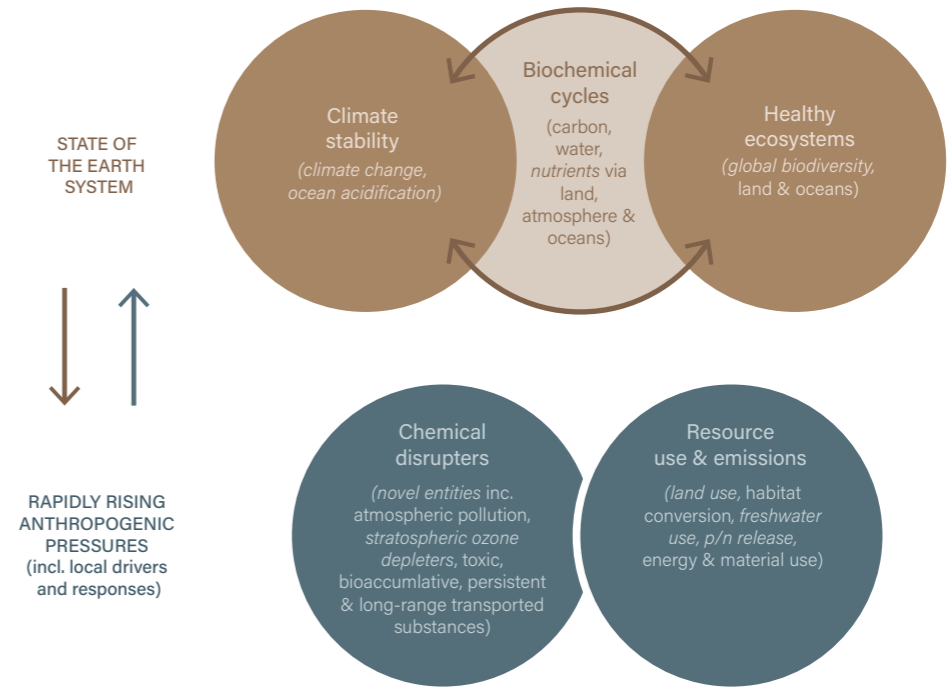 STATE OF
THE EARTH
SYSTEM
Climate
stability
(climate change,
ocean acidification)
Biochemical
cycles
(carbon,
water,
nutrients via
land,
atmosphere &
oceans)
Healthy
ecosystems
(global biodiversity,
land & oceans)
RAPIDLY RISING
ANTHROPOGENIC
PRESSURES
(incl. local drivers
and responses)
Chemical
disrupters
(novel entities inc.
atmospheric pollution,
stratospheric ozone
depleters, toxic,
bioaccumlative, persistent
& long-range transported
substances)
Resource
use & emissions
(land use, habitat
conversion, freshwater
use, p/n release,
energy & material use)